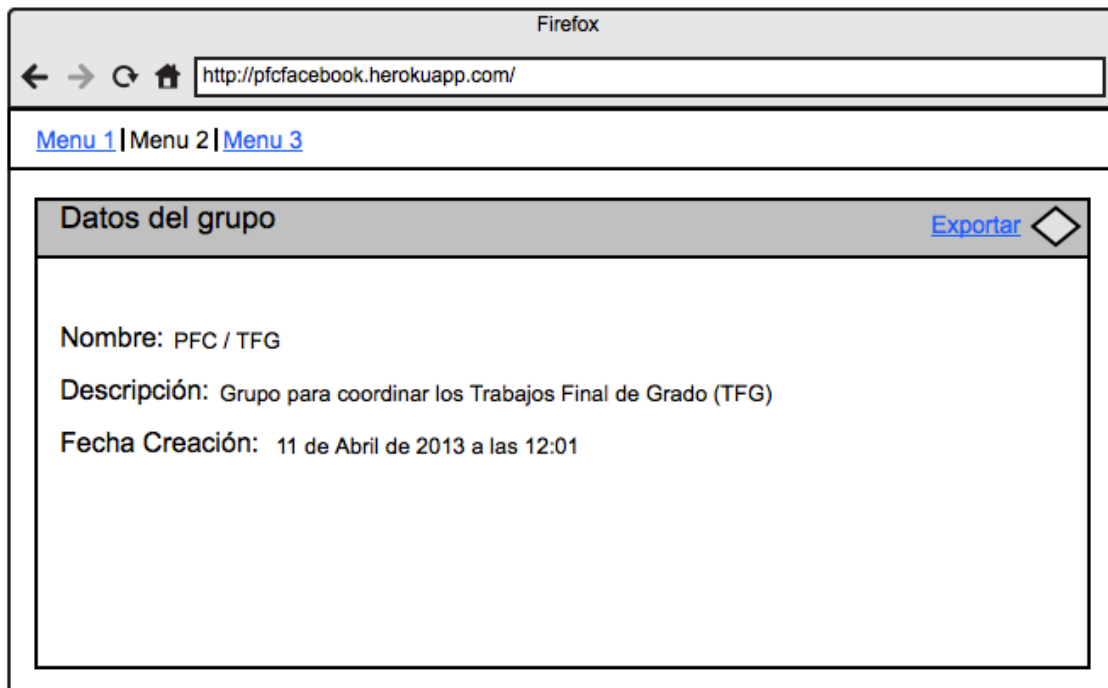 Firefox
http://pfcfacebook.herokuapp.com/
Menu 1 Menu 2 Menu 3
Datos del grupo Exportar
Nombre: PFC / TFG
Descripción: Grupo para coordinar los Trabajos Final de Grado (TFG)
Fecha Creación: 11 de Abril de 2013 a las 12:01